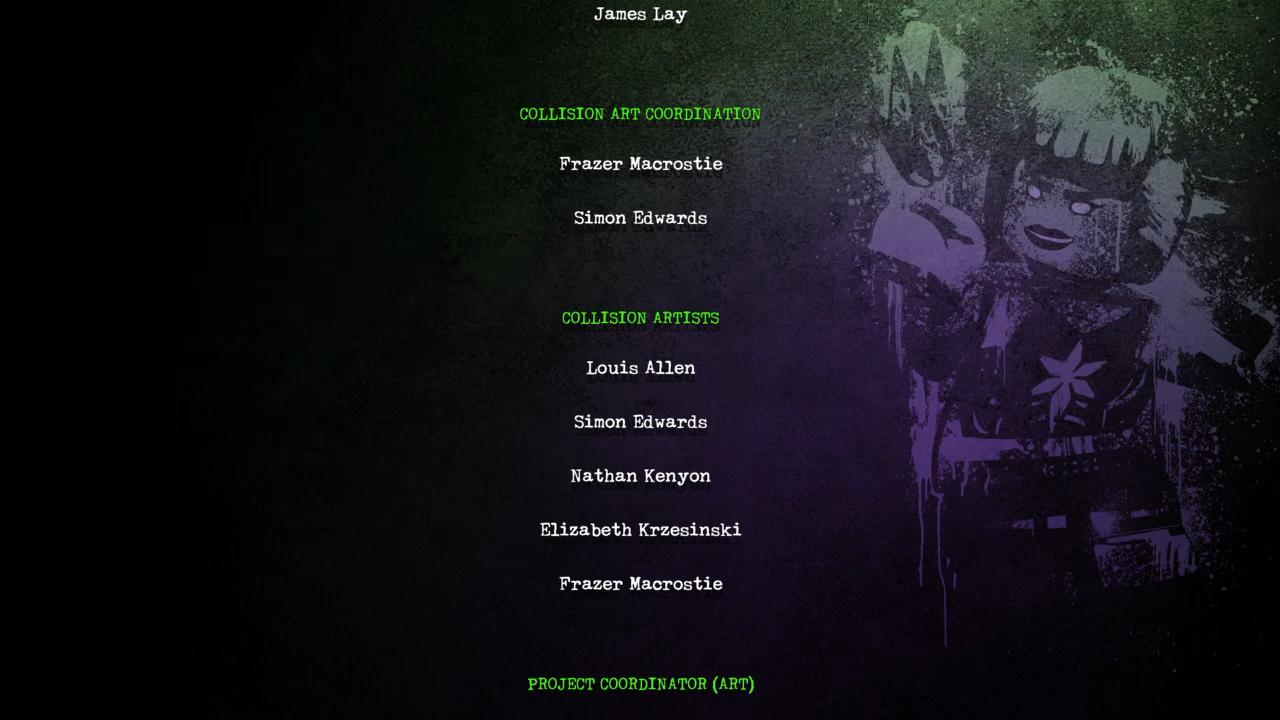 James Lay
COLLISION ART COORDINATION
Frazer Macrostie
Simon Edwards
COLLISION ARTISTS
Louis Allen
Simon Edwards
Nathan Kenyon
Elizabeth Krzesinski
Frazer Macrostie
PROJECT COORDINATOR (ART)